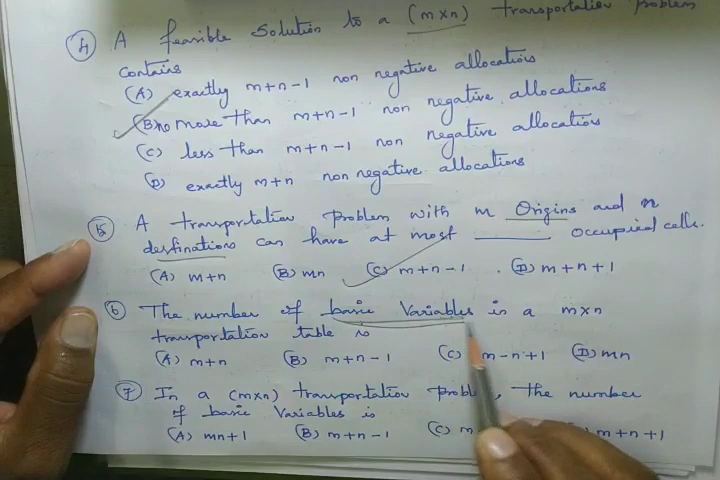 4 A feasible solution to a (m×n) transportation problem
contains
(A) exactly m+n-1 non negative allocations
(B) no more than m+n-1 non negative allocations
(C) less than m+n-1 non negative allocations
(D) exactly m+n non negative allocations
5 A transportation problem with m Origins and n
destinations can have at most ______ occupied cells.
(A) m+n (B) mn (C) m+n-1 (D) m+n+1
6 The number of basic Variables in a m×n
transportation table is
(A) m+n (B) m+n-1 (C) m-n+1 (D) mn
7 In a (m×n) transportation Proble, the number
of basic Variables is
(A) mn+1 (B) m+n-1 (C) m m+n+1